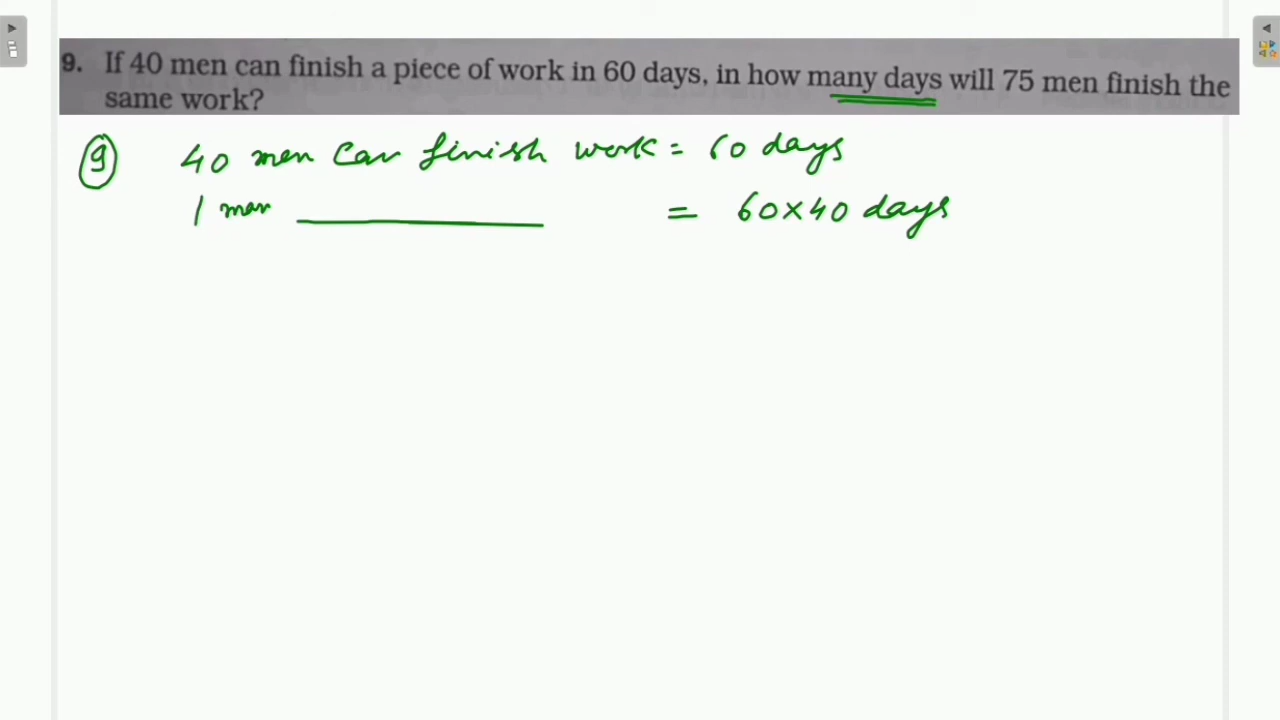 9. If 40 men can finish a piece of work in 60 days, in how many days will 75 men finish the
same work?
9 40 men can finish work = 60 days
1 man = 60×40 days